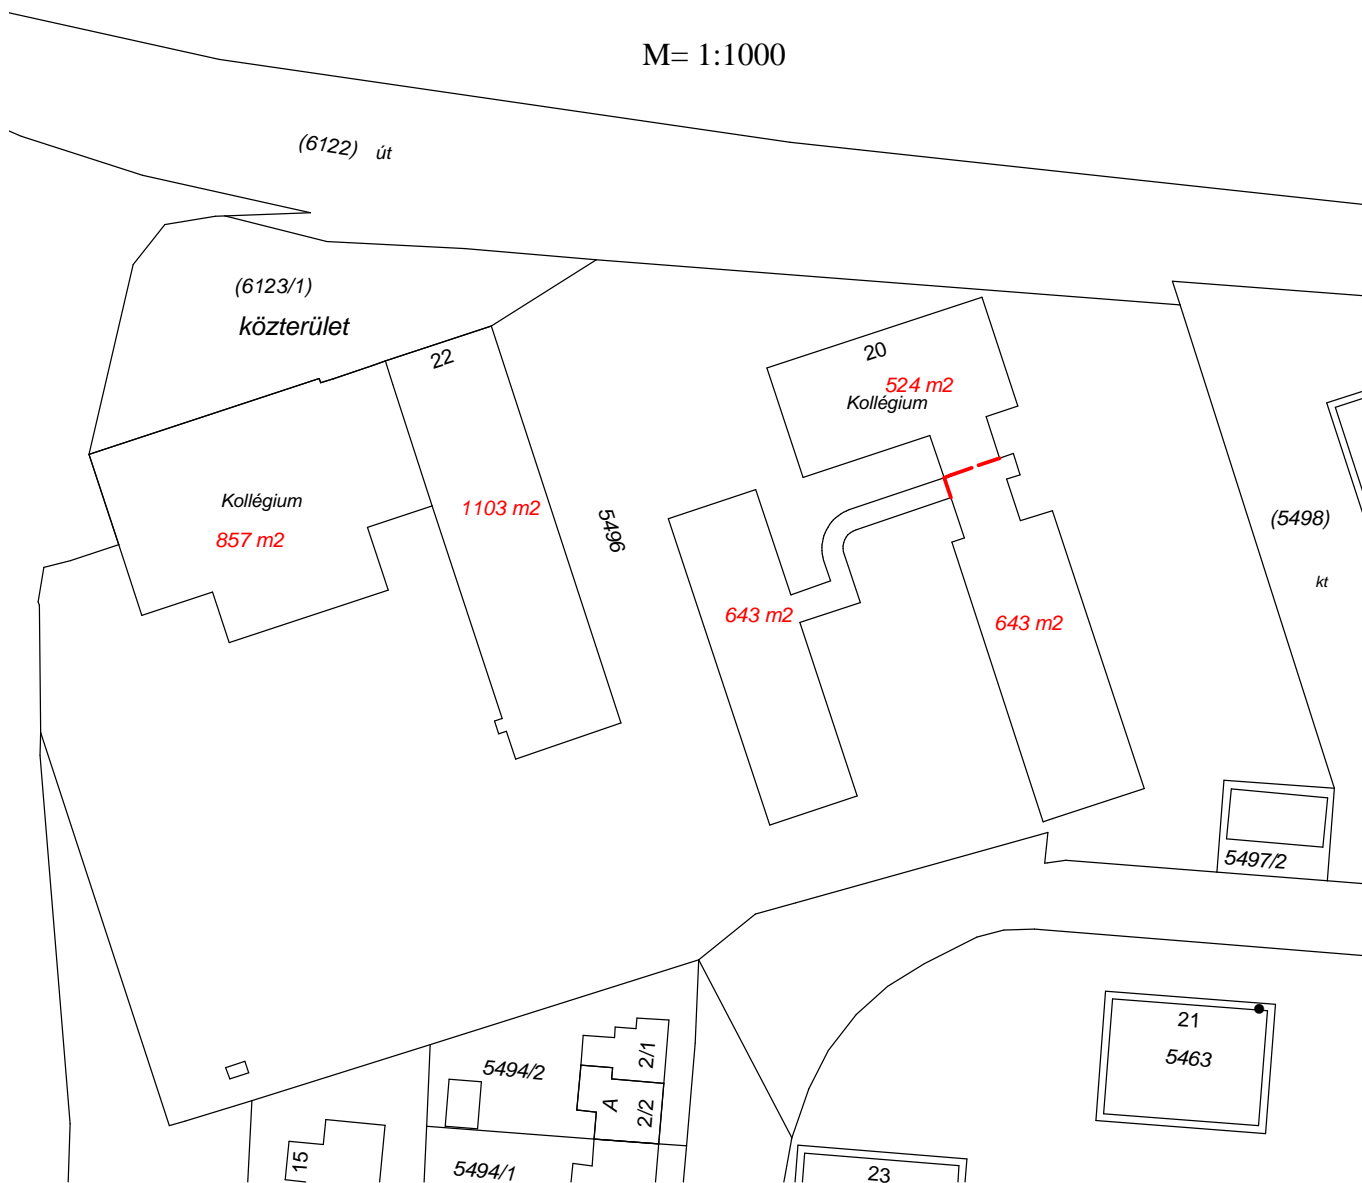 M= 1:1000
(6122) út
(6123/1)
közterület
22
20
524 m2
Kollégium
Kollégium
857 m2
1103 m2
5496
(5498)
kt
643 m2
643 m2
5497/2
21
5463
5494/2
2/1
A
2/2
15
5494/1
23